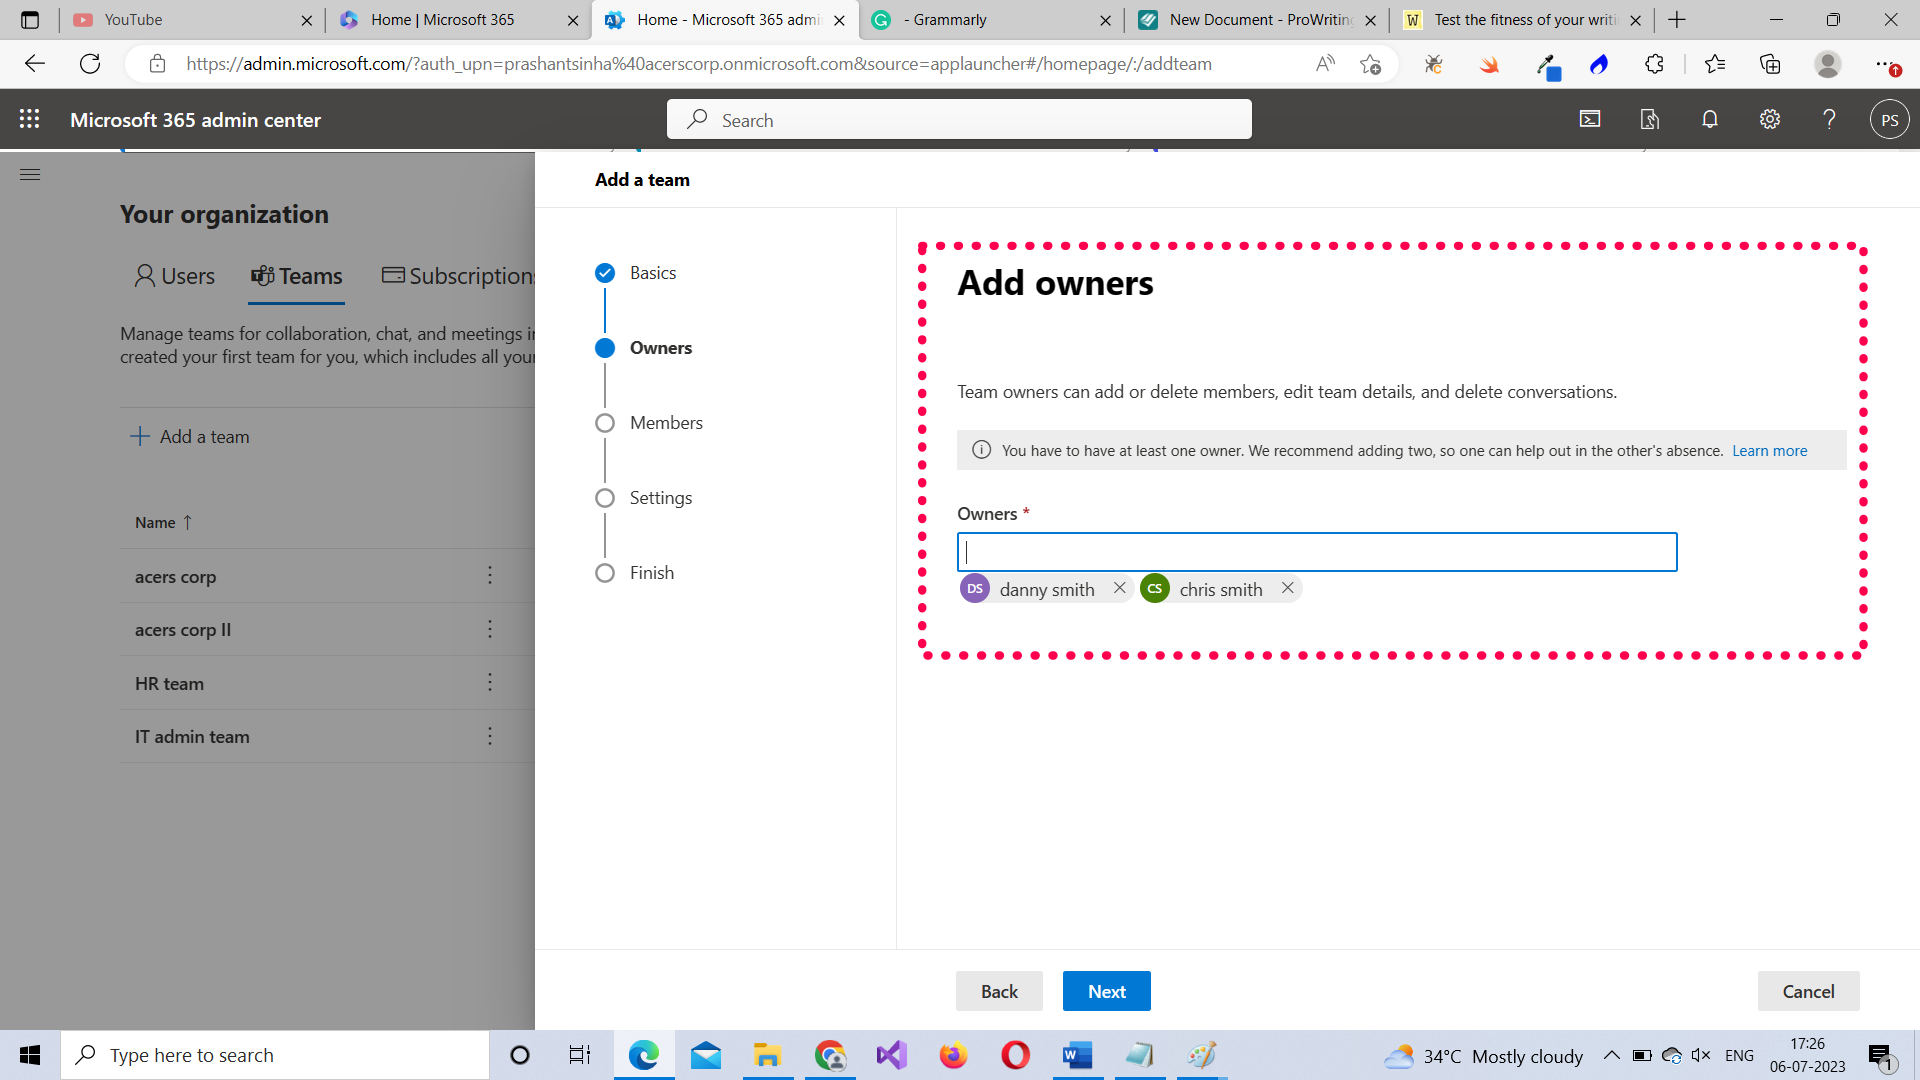 YouTube
Home | Microsoft 365
Home - Microsoft 365 admi
- Grammarly
New Document - ProWriting
Test the fitness of your writi
https://admin.microsoft.com/?auth_upn=prashantsinha%40acerscorp.onmicrosoft.com&source=applauncher#/homepage/:/addteam
Microsoft 365 admin center
Search
PS
Add a team
Your organization
Users
Teams
Subscriptions
Manage teams for collaboration, chat, and meetings in
created your first team for you, which includes all your
Add a team
Name ↑
acers corp
acers corp II
HR team
IT admin team
Basics
Owners
Members
Settings
Finish
Add owners
Team owners can add or delete members, edit team details, and delete conversations.
You have to have at least one owner. We recommend adding two, so one can help out in the other's absence. Learn more
Owners *
DS danny smith
CS chris smith
Back
Next
Cancel
Type here to search
34°C Mostly cloudy
ENG
17:26
06-07-2023
1